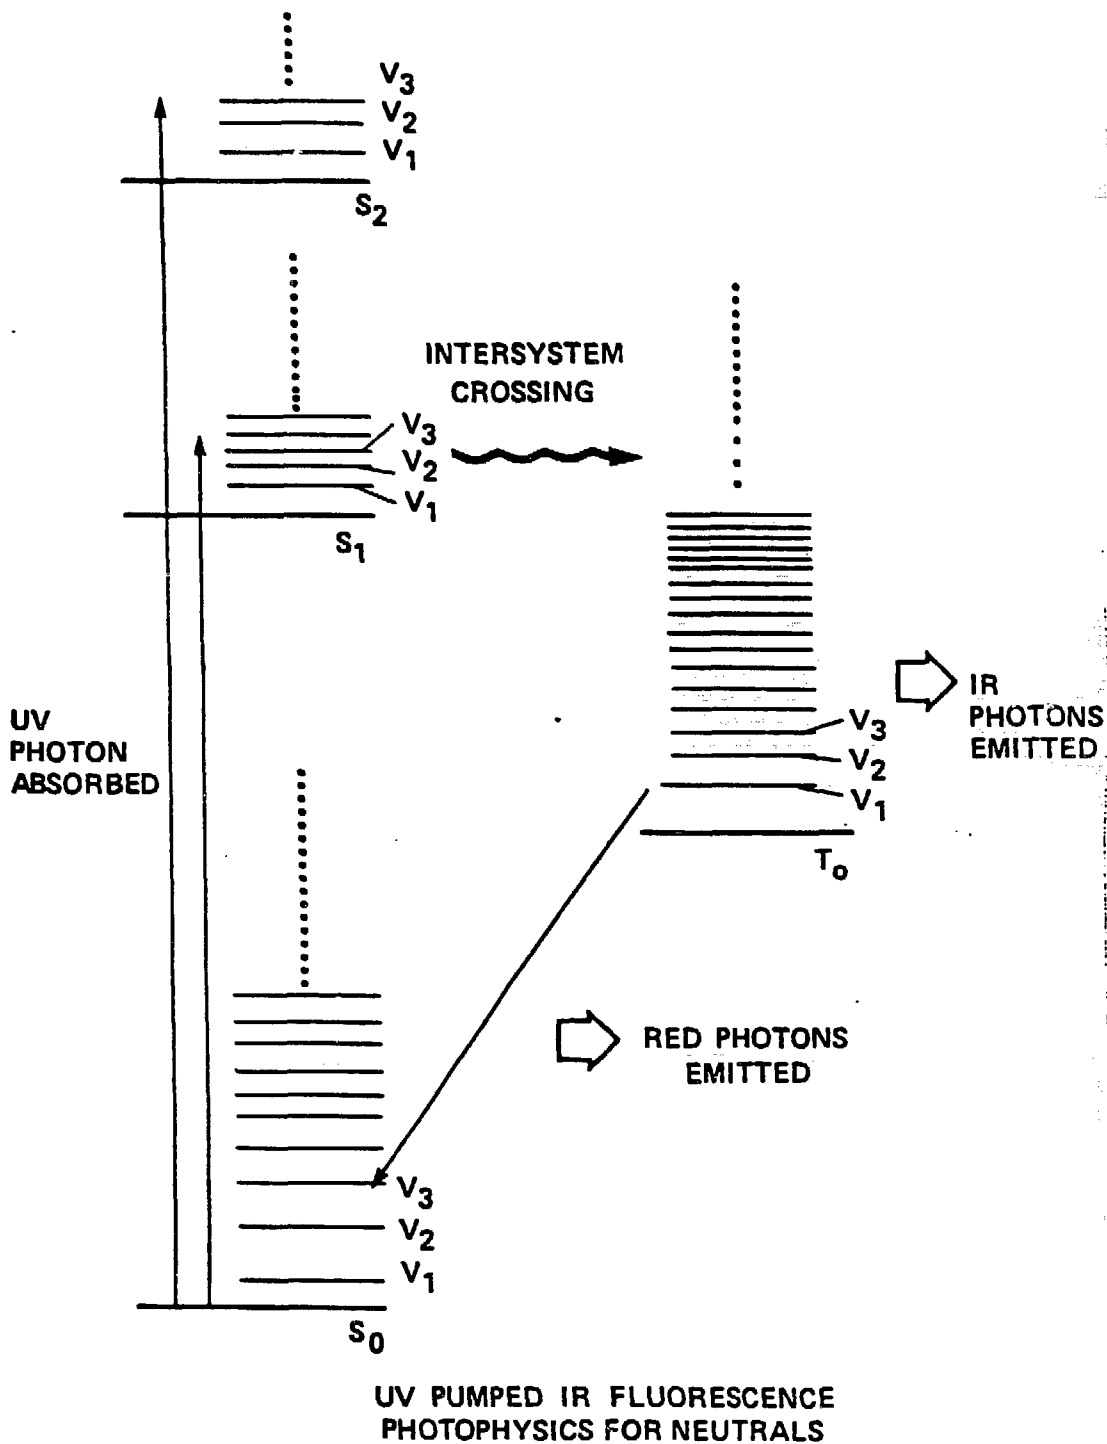 V3
V2
V1
S2
INTERSYSTEM
CROSSING
V3
V2
V1
S1
UV
PHOTON
ABSORBED
IR
PHOTONS
EMITTED
V3
V2
V1
To
RED PHOTONS
EMITTED
V3
V2
V1
S0
UV PUMPED IR FLUORESCENCE
PHOTOPHYSICS FOR NEUTRALS